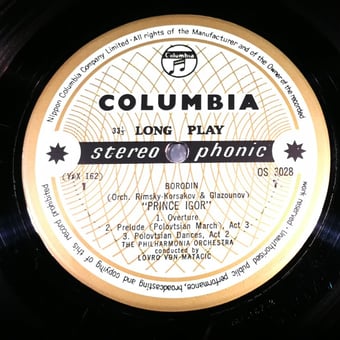 Nippon Columbia Company Limited-All Rights of the Manufacturer and of the Owner of the recorded work reserved-Unauthorised public performance, broadcasting and copying of this record prohibited
Columbia
COLUMBIA
33⅓ LONG PLAY
stereo phonic
(YAX 162)
OS 3028
1
BORODIN
(Orch. Rimsky-Korsakov & Glazounov)
"PRINCE IGOR"
1. Overture
2. Prelude (Polovtsian March), Act 3
3. Polovtsian Dances, Act 2
THE PHILHARMONIA ORCHESTRA
conducted by
LOVRO VON MATACIC